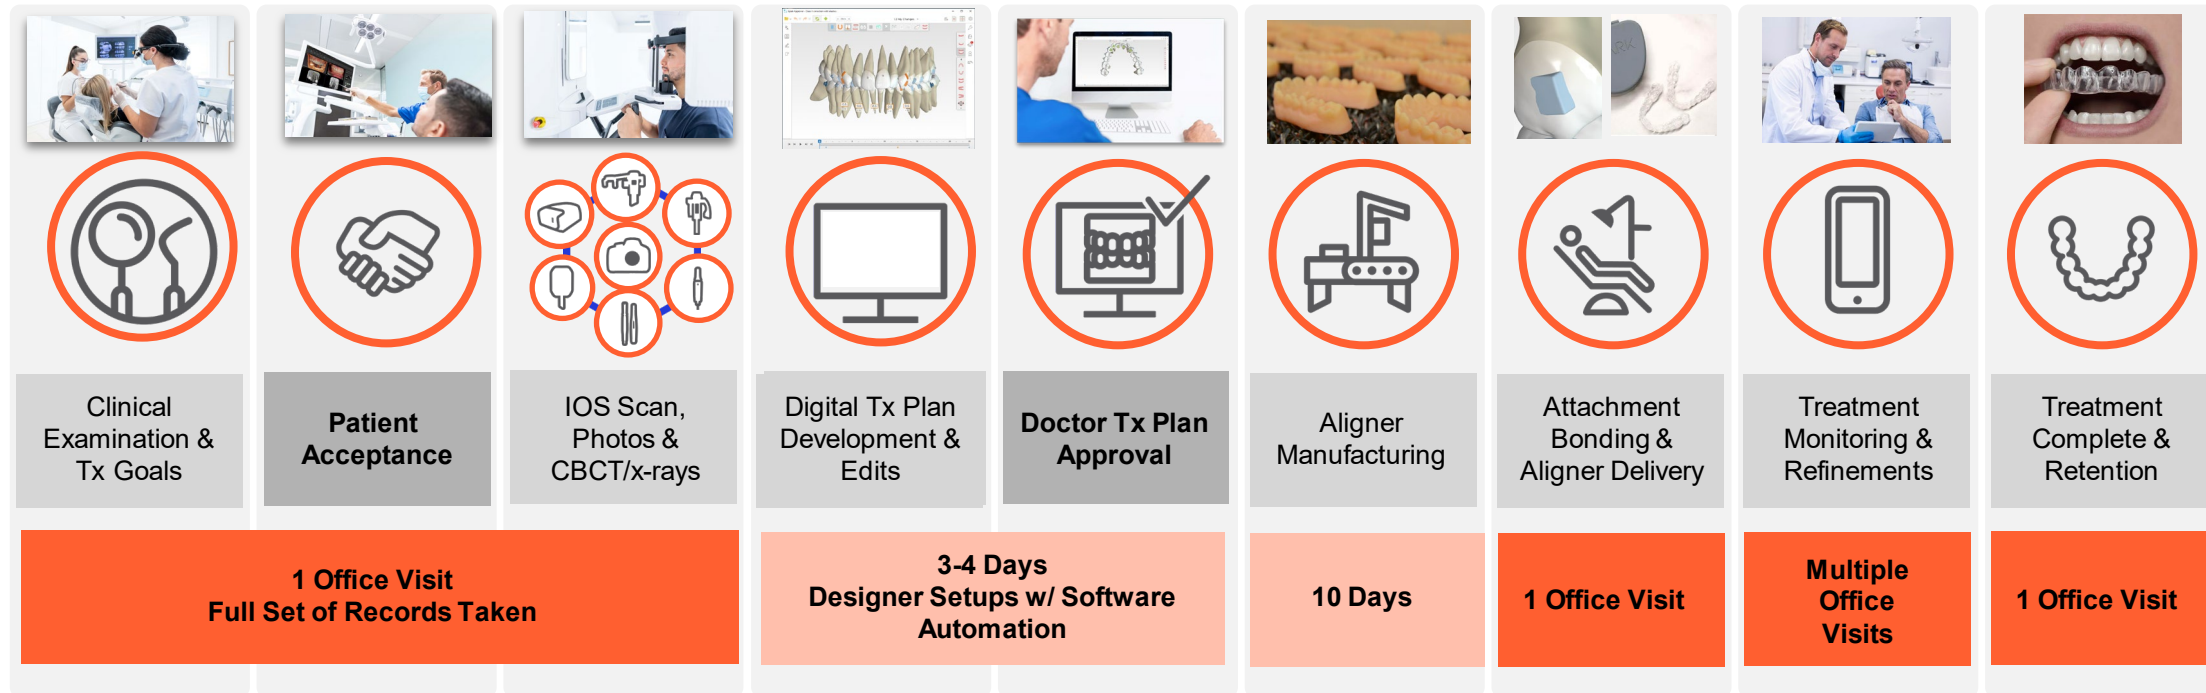 Clinical
Examination &
Tx Goals
Patient
Acceptance
IOS Scan,
Photos &
CBCT/x-rays
Digital Tx Plan
Development &
Edits
Doctor Tx Plan
Approval
Aligner
Manufacturing
Attachment
Bonding &
Aligner Delivery
Treatment
Monitoring &
Refinements
Treatment
Complete &
Retention
1 Office Visit
Full Set of Records Taken
3-4 Days
Designer Setups w/ Software
Automation
10 Days
1 Office Visit
Multiple
Office
Visits
1 Office Visit